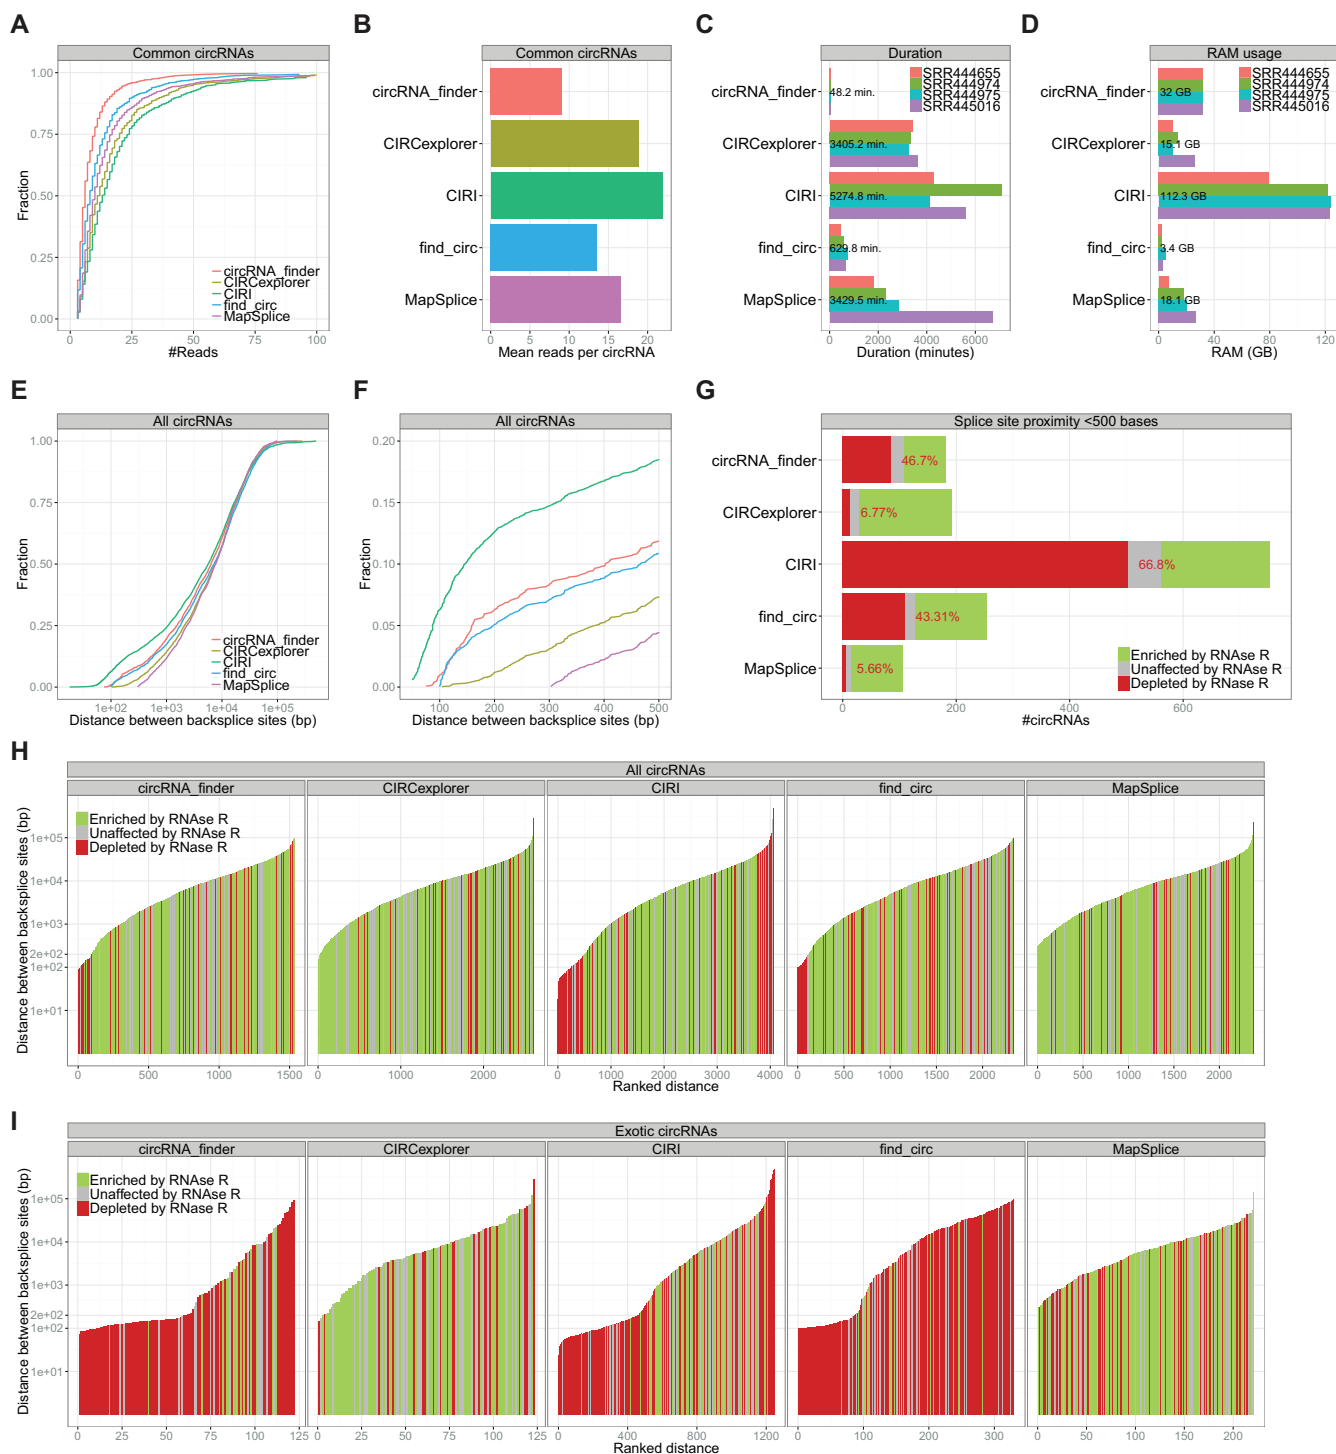 A
Common circRNAs
Fraction
1.00
0.75
0.50
0.25
0.00
circRNA_finder
CIRCexplorer
CIRI
find_circ
MapSplice
0 25 50 75 100
#Reads
B
Common circRNAs
circRNA_finder
CIRCexplorer
CIRI
find_circ
MapSplice
0 5 10 15 20
Mean reads per circRNA
C
Duration
SRR444655
SRR444974
SRR444975
SRR445016
circRNA_finder 48.2 min.
CIRCexplorer 3405.2 min.
CIRI 5274.8 min.
find_circ 629.8 min.
MapSplice 3429.5 min.
0 2000 4000 6000
Duration (minutes)
D
RAM usage
SRR444655
SRR444974
SRR444975
SRR445016
circRNA_finder 32 GB
CIRCexplorer 15.1 GB
CIRI 112.3 GB
find_circ 3.4 GB
MapSplice 18.1 GB
0 40 80 120
RAM (GB)
E
All circRNAs
Fraction
1.00
0.75
0.50
0.25
0.00
circRNA_finder
CIRCexplorer
CIRI
find_circ
MapSplice
1e+02 1e+03 1e+04 1e+05
Distance between backsplice sites (bp)
F
All circRNAs
Fraction
0.20
0.15
0.10
0.05
0.00
0 100 200 300 400 500
Distance between backsplice sites (bp)
G
Splice site proximity <500 bases
circRNA_finder 46.7%
CIRCexplorer 6.77%
CIRI 66.8%
find_circ 43.31%
MapSplice 5.66%
Enriched by RNAse R
Unaffected by RNAse R
Depleted by RNase R
0 200 400 600
#circRNAs
H
All circRNAs
circRNA_finder CIRCexplorer CIRI find_circ MapSplice
Enriched by RNAse R
Unaffected by RNAse R
Depleted by RNase R
Distance between backsplice sites (bp)
1e+05
1e+04
1e+03
2e+02
1e+02
1e+01
0 500 1000 1500 0 1000 2000 0 1000 2000 3000 4000 0 500 1000 1500 2000 0 500 1000 1500 2000
Ranked distance
I
Exotic circRNAs
circRNA_finder CIRCexplorer CIRI find_circ MapSplice
Enriched by RNAse R
Unaffected by RNAse R
Depleted by RNase R
Distance between backsplice sites (bp)
1e+05
1e+04
1e+03
2e+02
1e+02
1e+01
0 25 50 75 100 125 0 25 50 75 100 125 0 400 800 1200 0 100 200 300 0 50 100 150 200
Ranked distance